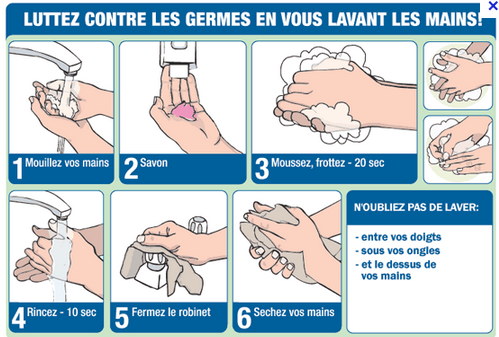 LUTTEZ CONTRE LES GERMES EN VOUS LAVANT LES MAINS!
1 Mouillez vos mains
2 Savon
3 Moussez, frottez - 20 sec
4 Rincez - 10 sec
5 Fermez le robinet
6 Sechez vos mains
N'OUBLIEZ PAS DE LAVER:
- entre vos doigts
- sous vos ongles
- et le dessus de
vos mains